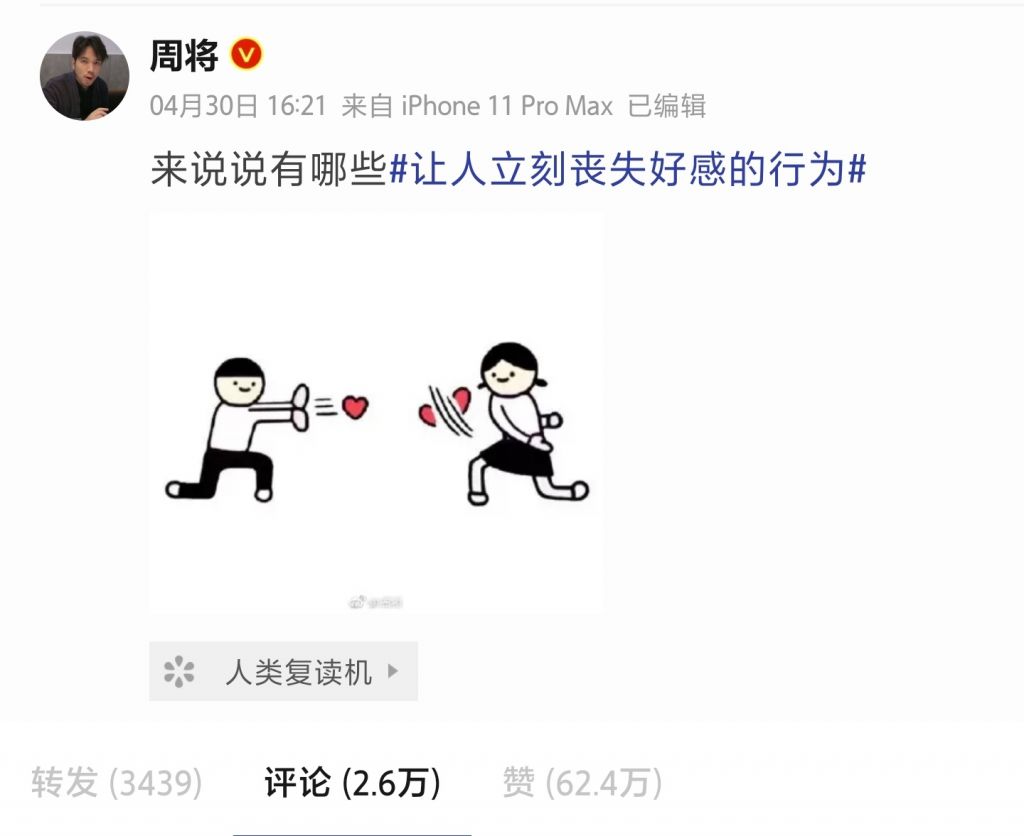 周将
04月30日 16:21 来自 iPhone 11 Pro Max 已编辑
来说说有哪些#让人立刻丧失好感的行为#
人类复读机
转发 (3439) 评论 (2.6万) 赞 (62.4万)